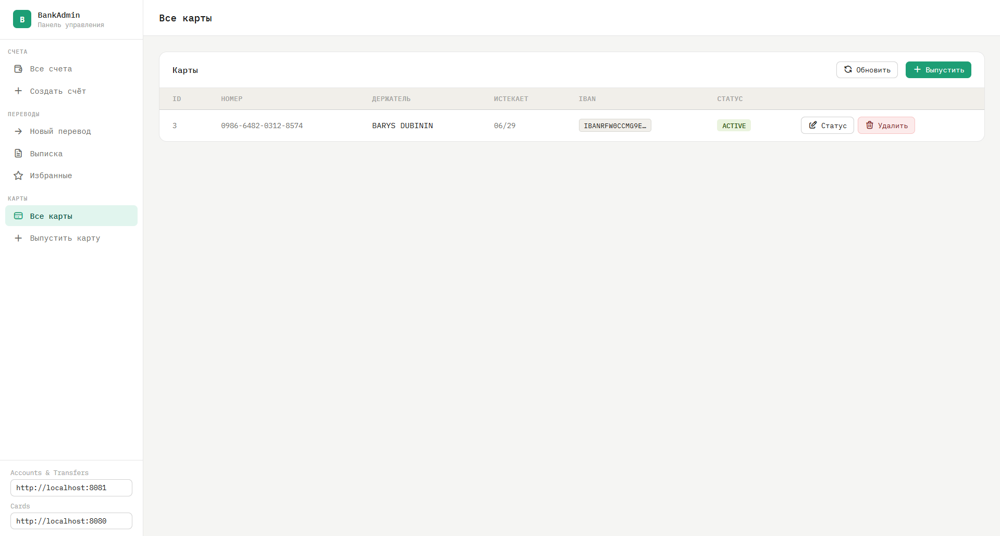 B
BankAdmin
Панель управления
СЧЕТА
Все счета
Создать счёт
ПЕРЕВОДЫ
Новый перевод
Выписка
Избранные
КАРТЫ
Все карты
Выпустить карту
Accounts & Transfers
http://localhost:8081
Cards
http://localhost:8080
Все карты
Карты
Обновить
Выпустить
ID НОМЕР ДЕРЖАТЕЛЬ ИСТЕКАЕТ IBAN СТАТУС
3 0986-6482-0312-8574 BARYS DUBININ 06/29 IBANRFW0CCMG9E… ACTIVE Статус Удалить